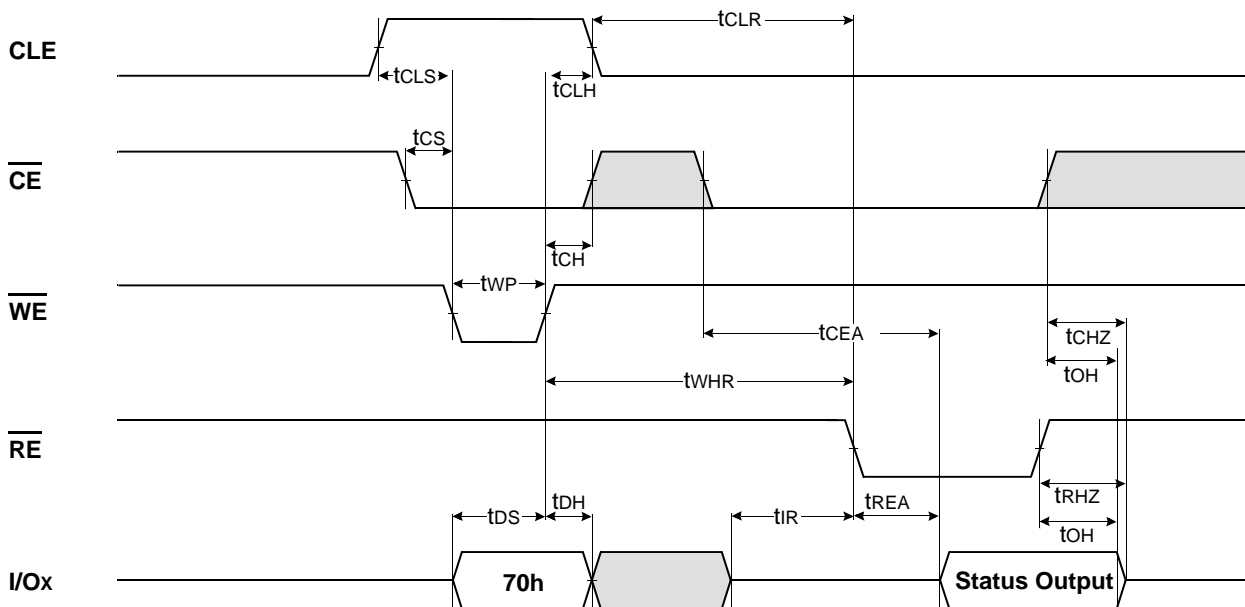 tCLR
CLE
tCLS
tCLH
tCS
CE
tCH
tWP
WE
tCEA
tCHZ
tWHR
tOH
RE
tDH
tRHZ
tDS
tIR
tREA
tOH
I/Ox
70h
Status Output